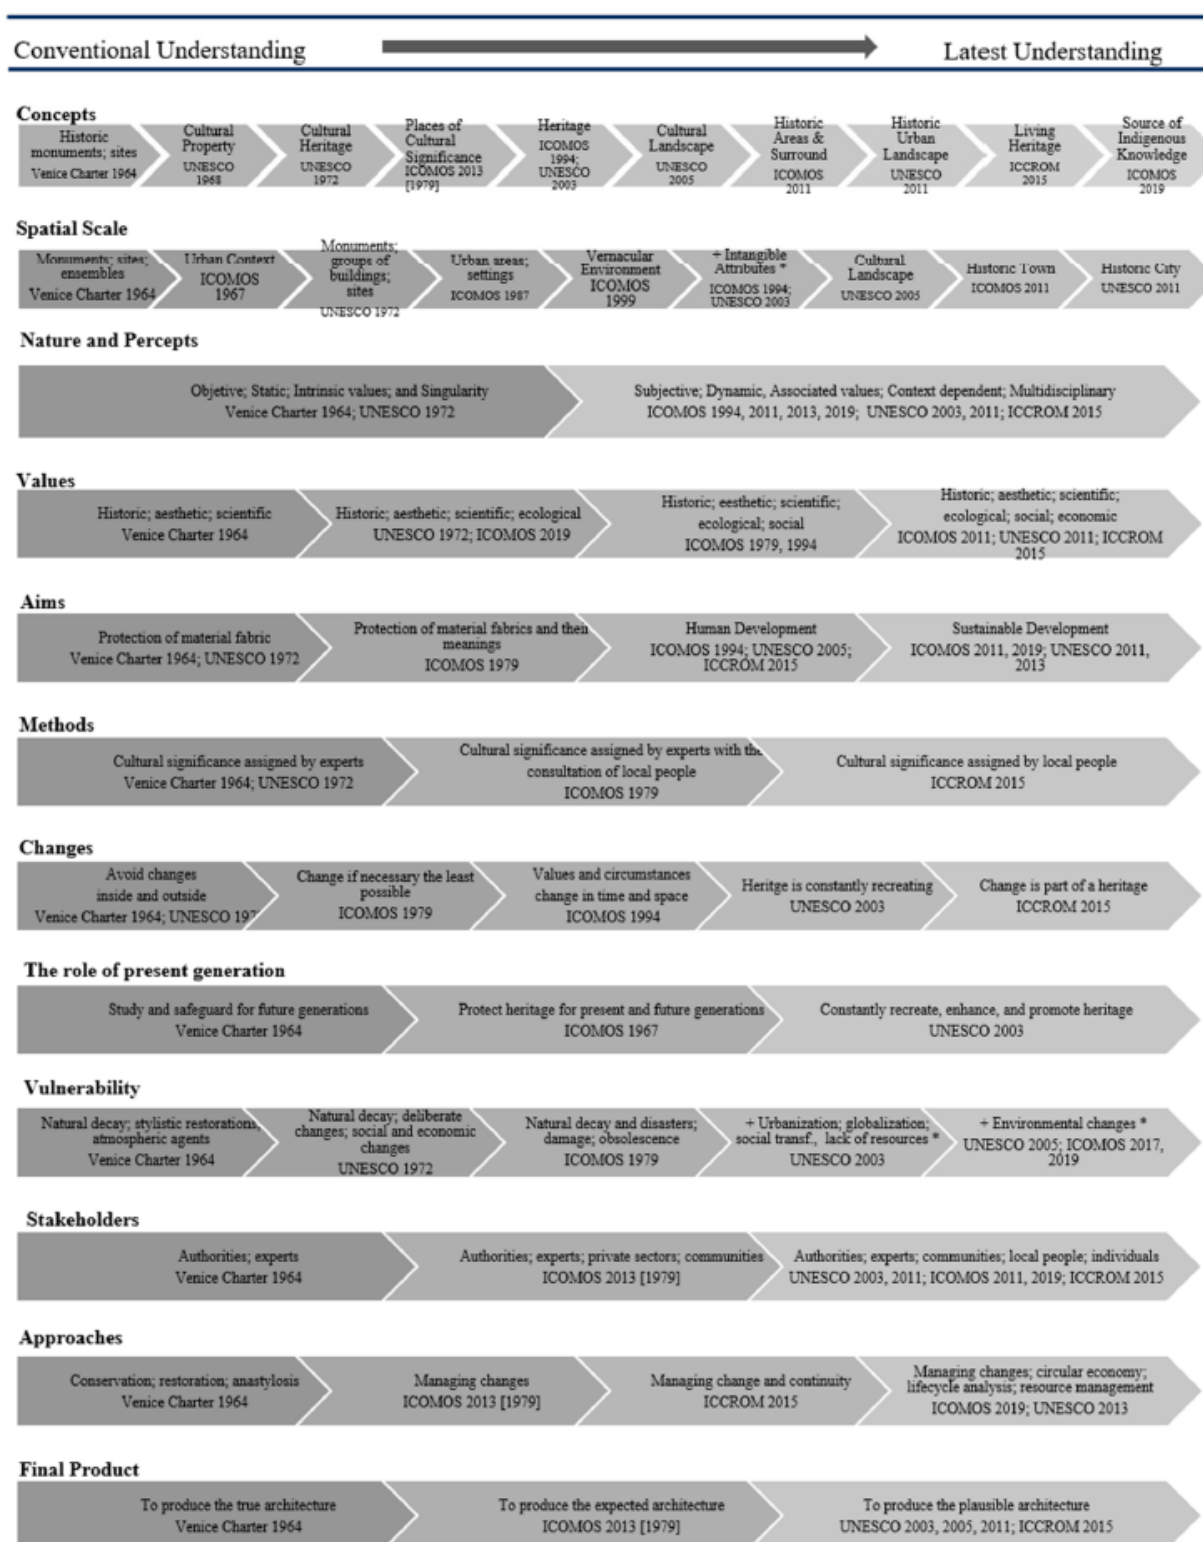 Conventional Understanding
Latest Understanding
Concepts
Historic
monuments; sites
Venice Charter 1964
Cultural
Property
UNESCO
1968
Cultural
Heritage
UNESCO
1972
Places of
Cultural
Significance
ICOMOS 2013
[1979]
Heritage
ICOMOS
1994;
UNESCO
2003
Cultural
Landscape
UNESCO
2005
Historic
Areas &
Surround
ICOMOS
2011
Historic
Urban
Landscape
UNESCO
2011
Living
Heritage
ICCROM
2015
Source of
Indigenous
Knowledge
ICOMOS
2019
Spatial Scale
Monuments; sites;
ensembles
Venice Charter 1964
Urban Context
ICOMOS
1967
Monuments;
groups of
buildings;
sites
UNESCO 1972
Urban areas;
settings
ICOMOS 1987
Vernacular
Environment
ICOMOS
1999
+ Intangible
Attributes *
ICOMOS 1994;
UNESCO 2003
Cultural
Landscape
UNESCO 2005
Historic Town
ICOMOS 2011
Historic City
UNESCO 2011
Nature and Percepts
Objetive; Static; Intrinsic values; and Singularity
Venice Charter 1964; UNESCO 1972
Subjective; Dynamic, Associated values; Context dependent; Multidisciplinary
ICOMOS 1994, 2011, 2013, 2019; UNESCO 2003, 2011; ICCROM 2015
Values
Historic; aesthetic; scientific
Venice Charter 1964
Historic; aesthetic; scientific; ecological
UNESCO 1972; ICOMOS 2019
Historic; eesthetic; scientific;
ecological; social
ICOMOS 1979, 1994
Historic; aesthetic; scientific;
ecological; social; economic
ICOMOS 2011; UNESCO 2011; ICCROM
2015
Aims
Protection of material fabric
Venice Charter 1964; UNESCO 1972
Protection of material fabrics and their
meanings
ICOMOS 1979
Human Development
ICOMOS 1994; UNESCO 2005;
ICCROM 2015
Sustainable Development
ICOMOS 2011, 2019; UNESCO 2011,
2013
Methods
Cultural significance assigned by experts
Venice Charter 1964; UNESCO 1972
Cultural significance assigned by experts with the
consultation of local people
ICOMOS 1979
Cultural significance assigned by local people
ICCROM 2015
Changes
Avoid changes
inside and outside
Venice Charter 1964; UNESCO 197
Change if necessary the least
possible
ICOMOS 1979
Values and circumstances
change in time and space
ICOMOS 1994
Heritge is constantly recreating
UNESCO 2003
Change is part of a heritage
ICCROM 2015
The role of present generation
Study and safeguard for future generations
Venice Charter 1964
Protect heritage for present and future generations
ICOMOS 1967
Constantly recreate, enhance, and promote heritage
UNESCO 2003
Vulnerability
Natural decay; stylistic restorations,
atmospheric agents
Venice Charter 1964
Natural decay; deliberate
changes; social and economic
changes
UNESCO 1972
Natural decay and disasters;
damage; obsolescence
ICOMOS 1979
+ Urbanization; globalization;
social transf., lack of resources *
UNESCO 2003
+ Environmental changes *
UNESCO 2005; ICOMOS 2017,
2019
Stakeholders
Authorities; experts
Venice Charter 1964
Authorities; experts; private sectors; communities
ICOMOS 2013 [1979]
Authorities; experts; communities; local people; individuals
UNESCO 2003, 2011; ICOMOS 2011, 2019; ICCROM 2015
Approaches
Conservation; restoration; anastylosis
Venice Charter 1964
Managing changes
ICOMOS 2013 [1979]
Managing change and continuity
ICCROM 2015
Managing changes; circular economy;
lifecycle analysis; resource management
ICOMOS 2019; UNESCO 2013
Final Product
To produce the true architecture
Venice Charter 1964
To produce the expected architecture
ICOMOS 2013 [1979]
To produce the plausible architecture
UNESCO 2003, 2005, 2011; ICCROM 2015